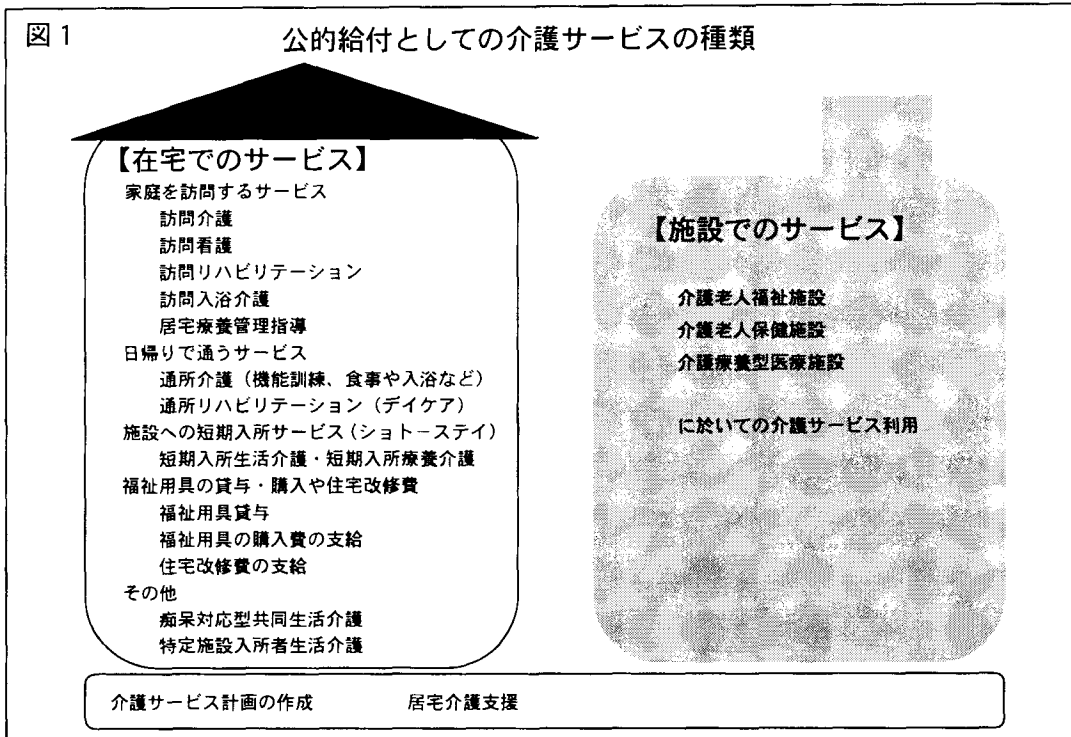 図1
公的給付としての介護サービスの種類
【在宅でのサービス】
家庭を訪問するサービス
訪問介護
訪問看護
訪問リハビリテーション
訪問入浴介護
居宅療養管理指導
日帰りで通うサービス
通所介護（機能訓練、食事や入浴など）
通所リハビリテーション（デイケア）
施設への短期入所サービス（ショトーステイ）
短期入所生活介護・短期入所療養介護
福祉用具の貸与・購入や住宅改修費
福祉用具貸与
福祉用具の購入費の支給
住宅改修費の支給
その他
痴呆対応型共同生活介護
特定施設入所者生活介護
【施設でのサービス】
介護老人福祉施設
介護老人保健施設
介護療養型医療施設
に於いての介護サービス利用
介護サービス計画の作成 居宅介護支援